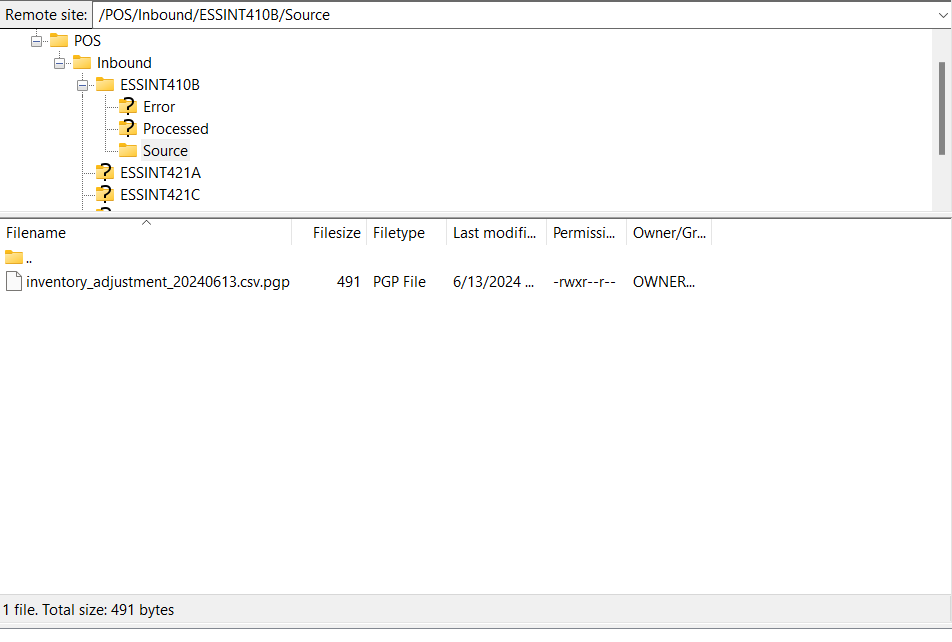 Remote site: /POS/Inbound/ESSINT410B/Source
POS
Inbound
ESSINT410B
? Error
? Processed
Source
? ESSINT421A
? ESSINT421C
Filename Filesize Filetype Last modifi... Permissi... Owner/Gr...
..
inventory_adjustment_20240613.csv.pgp 491 PGP File 6/13/2024 ... -rwxr--r-- OWNER...
1 file. Total size: 491 bytes